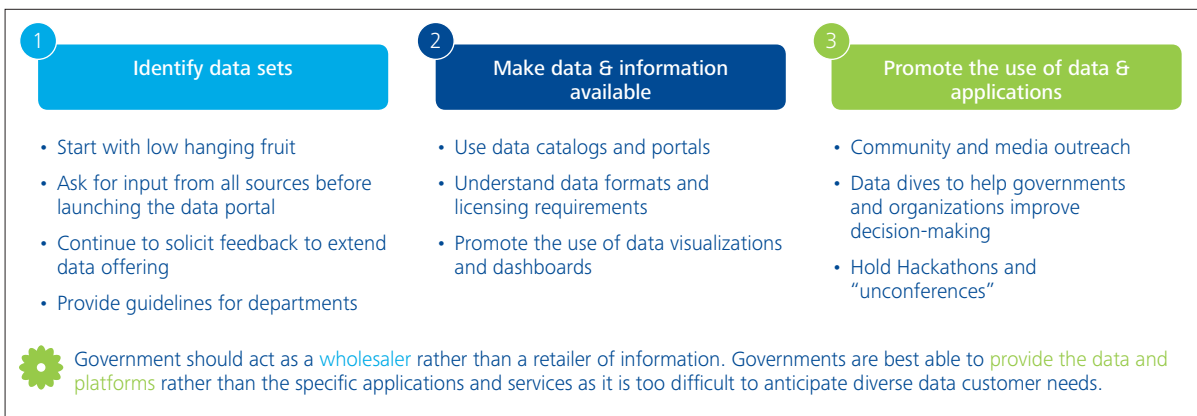 1
Identify data sets
• Start with low hanging fruit
• Ask for input from all sources before
launching the data portal
• Continue to solicit feedback to extend
data offering
• Provide guidelines for departments
2
Make data & information
available
• Use data catalogs and portals
• Understand data formats and
licensing requirements
• Promote the use of data visualizations
and dashboards
3
Promote the use of data &
applications
• Community and media outreach
• Data dives to help governments
and organizations improve
decision-making
• Hold Hackathons and
“unconferences”
Government should act as a wholesaler rather than a retailer of information. Governments are best able to provide the data and
platforms rather than the specific applications and services as it is too difficult to anticipate diverse data customer needs.